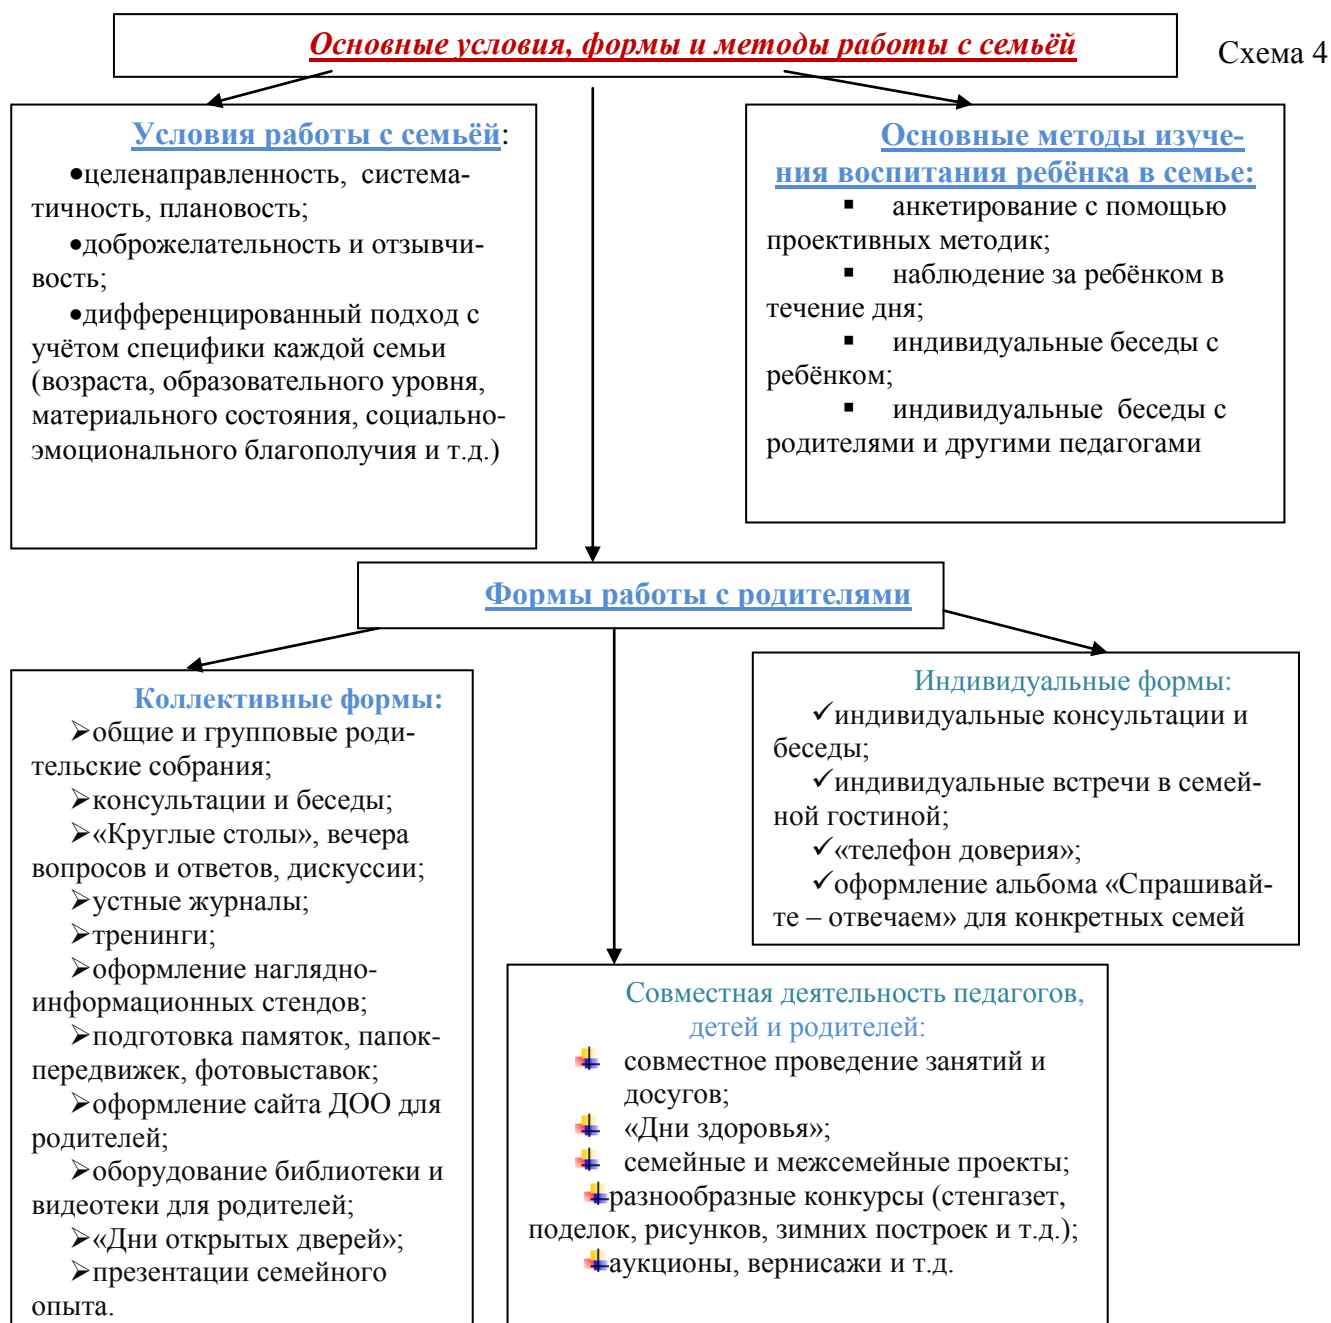 Основные условия, формы и методы работы с семьёй
Схема 4
Условия работы с семьёй:
•целенаправленность, система-
тичность, плановость;
•доброжелательность и отзывчи-
вость;
•дифференцированный подход с
учётом специфики каждой семьи
(возраста, образовательного уровня,
материального состояния, социально-
эмоционального благополучия и т.д.)
Основные методы изуче-
ния воспитания ребёнка в семье:
▪ анкетирование с помощью
проективных методик;
▪ наблюдение за ребёнком в
течение дня;
▪ индивидуальные беседы с
ребёнком;
▪ индивидуальные беседы с
родителями и другими педагогами
Формы работы с родителями
Коллективные формы:
➢общие и групповые роди-
тельские собрания;
➢консультации и беседы;
➢«Круглые столы», вечера
вопросов и ответов, дискуссии;
➢устные журналы;
➢тренинги;
➢оформление наглядно-
информационных стендов;
➢подготовка памяток, папок-
передвижек, фотовыставок;
➢оформление сайта ДОО для
родителей;
➢оборудование библиотеки и
видеотеки для родителей;
➢«Дни открытых дверей»;
➢презентации семейного
опыта.
Индивидуальные формы:
✓индивидуальные консультации и
беседы;
✓индивидуальные встречи в семей-
ной гостиной;
✓«телефон доверия»;
✓оформление альбома «Спрашивай-
те – отвечаем» для конкретных семей
Совместная деятельность педагогов,
детей и родителей:
совместное проведение занятий и
досугов;
«Дни здоровья»;
семейные и межсемейные проекты;
разнообразные конкурсы (стенгазет,
поделок, рисунков, зимних построек и т.д.);
аукционы, вернисажи и т.д.